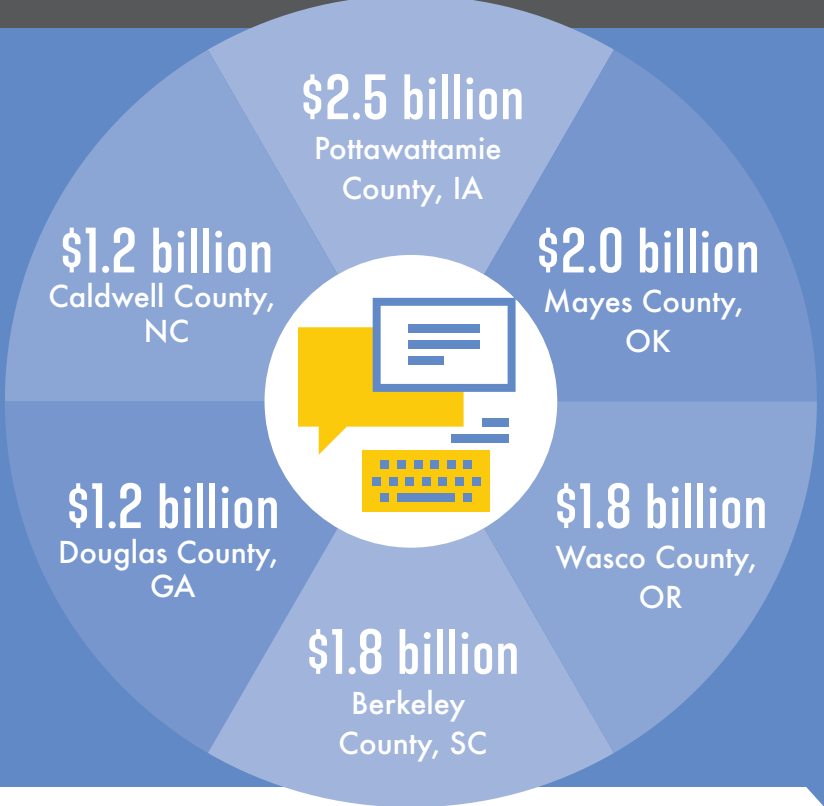 $2.5 billion
Pottawattamie
County, IA
$2.0 billion
Mayes County,
OK
$1.8 billion
Wasco County,
OR
$1.8 billion
Berkeley
County, SC
$1.2 billion
Douglas County,
GA
$1.2 billion
Caldwell County,
NC